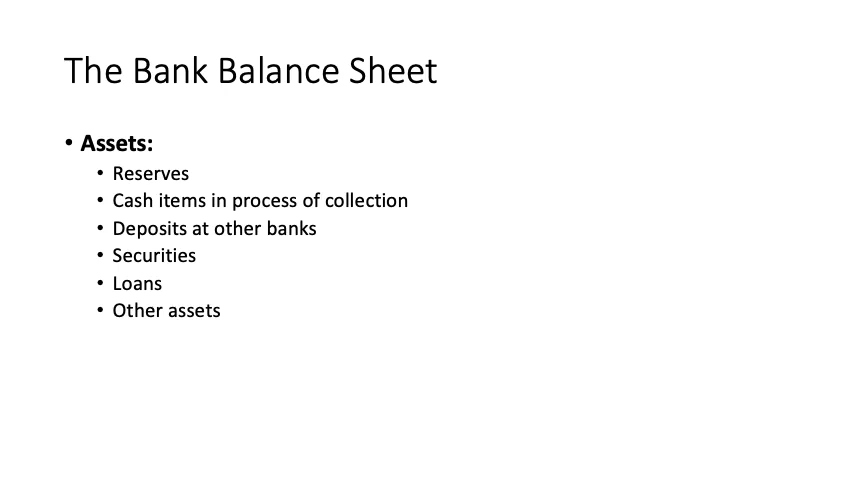 The Bank Balance Sheet
• Assets:
• Reserves
• Cash items in process of collection
• Deposits at other banks
• Securities
• Loans
• Other assets